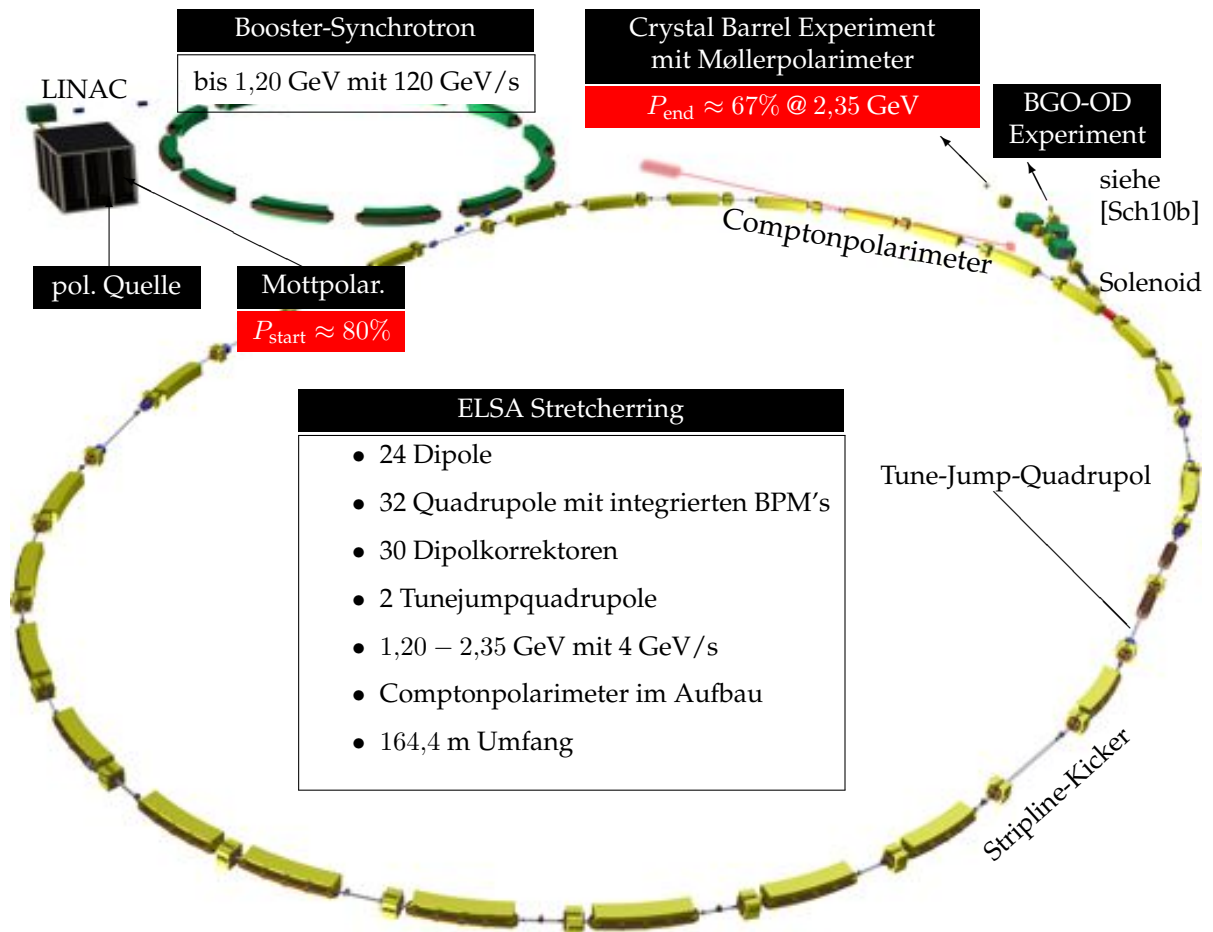 Booster-Synchrotron
bis 1,20 GeV mit 120 GeV/s
LINAC
Crystal Barrel Experiment
mit Møllerpolarimeter
P_end ≈ 67% @ 2,35 GeV
BGO-OD
Experiment
siehe
[Sch10b]
Comptonpolarimeter
Solenoid
pol. Quelle
Mottpolar.
P_start ≈ 80%
ELSA Stretcherring
• 24 Dipole
• 32 Quadrupole mit integrierten BPM's
• 30 Dipolkorrektoren
• 2 Tunejumpquadrupole
• 1,20 − 2,35 GeV mit 4 GeV/s
• Comptonpolarimeter im Aufbau
• 164,4 m Umfang
Tune-Jump-Quadrupol
Stripline-Kicker